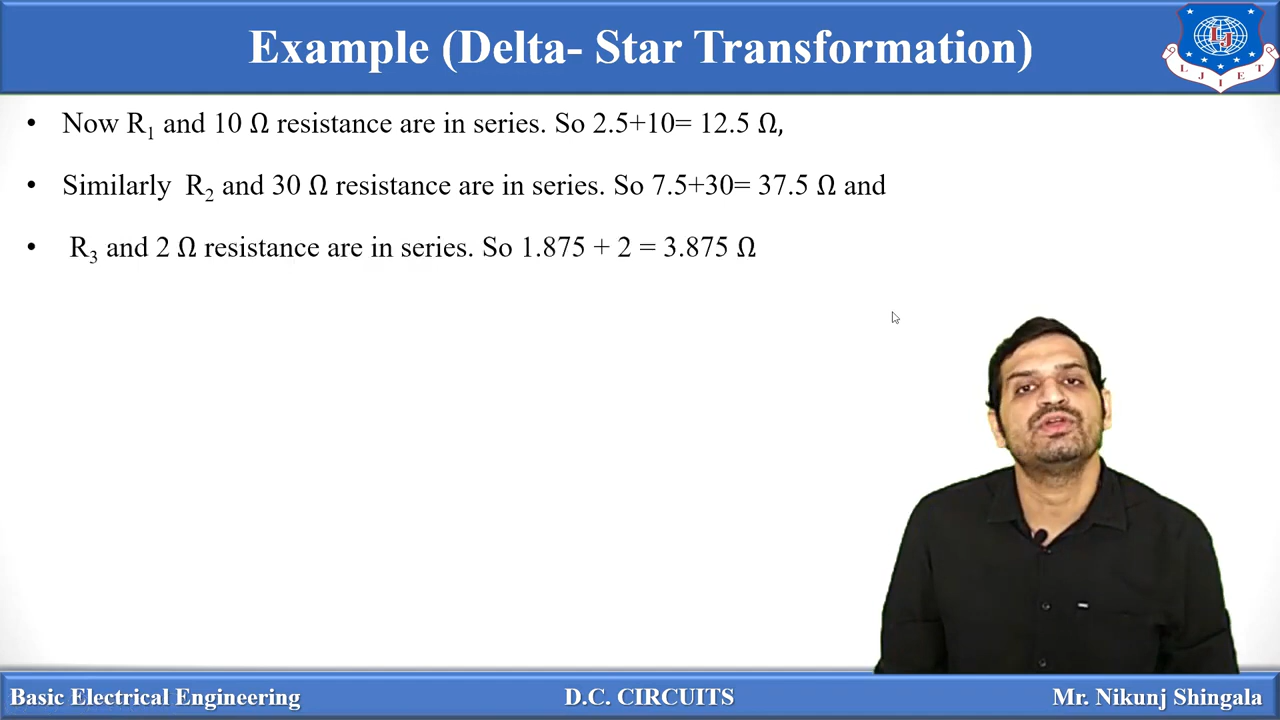 Example (Delta- Star Transformation)
LJ
L J I E T
• Now R₁ and 10 Ω resistance are in series. So 2.5+10= 12.5 Ω,
• Similarly R₂ and 30 Ω resistance are in series. So 7.5+30= 37.5 Ω and
• R₃ and 2 Ω resistance are in series. So 1.875 + 2 = 3.875 Ω
Basic Electrical Engineering
D.C. CIRCUITS
Mr. Nikunj Shingala